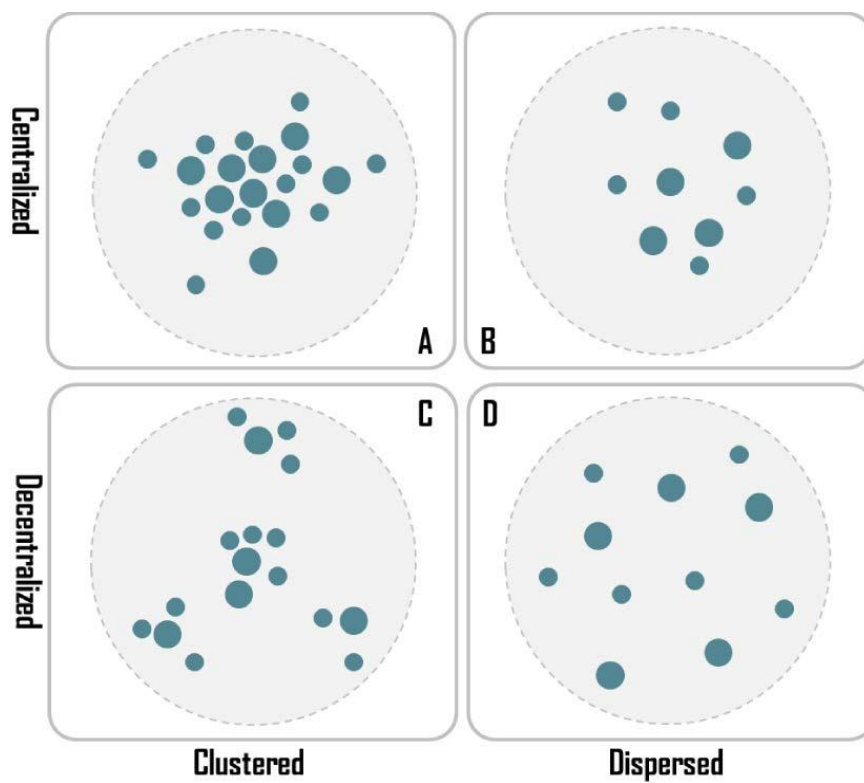 Centralized
A
B
C
D
Decentralized
Clustered
Dispersed